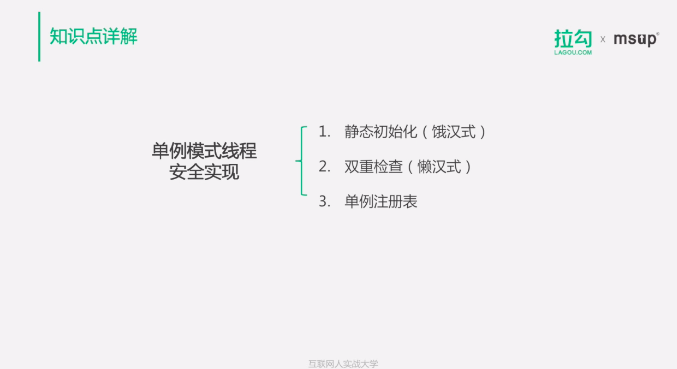 知识点详解
拉勾 x msup
LAGOU.COM
单例模式线程
安全实现
1. 静态初始化（饿汉式）
2. 双重检查（懒汉式）
3. 单例注册表
互联网人实战大学